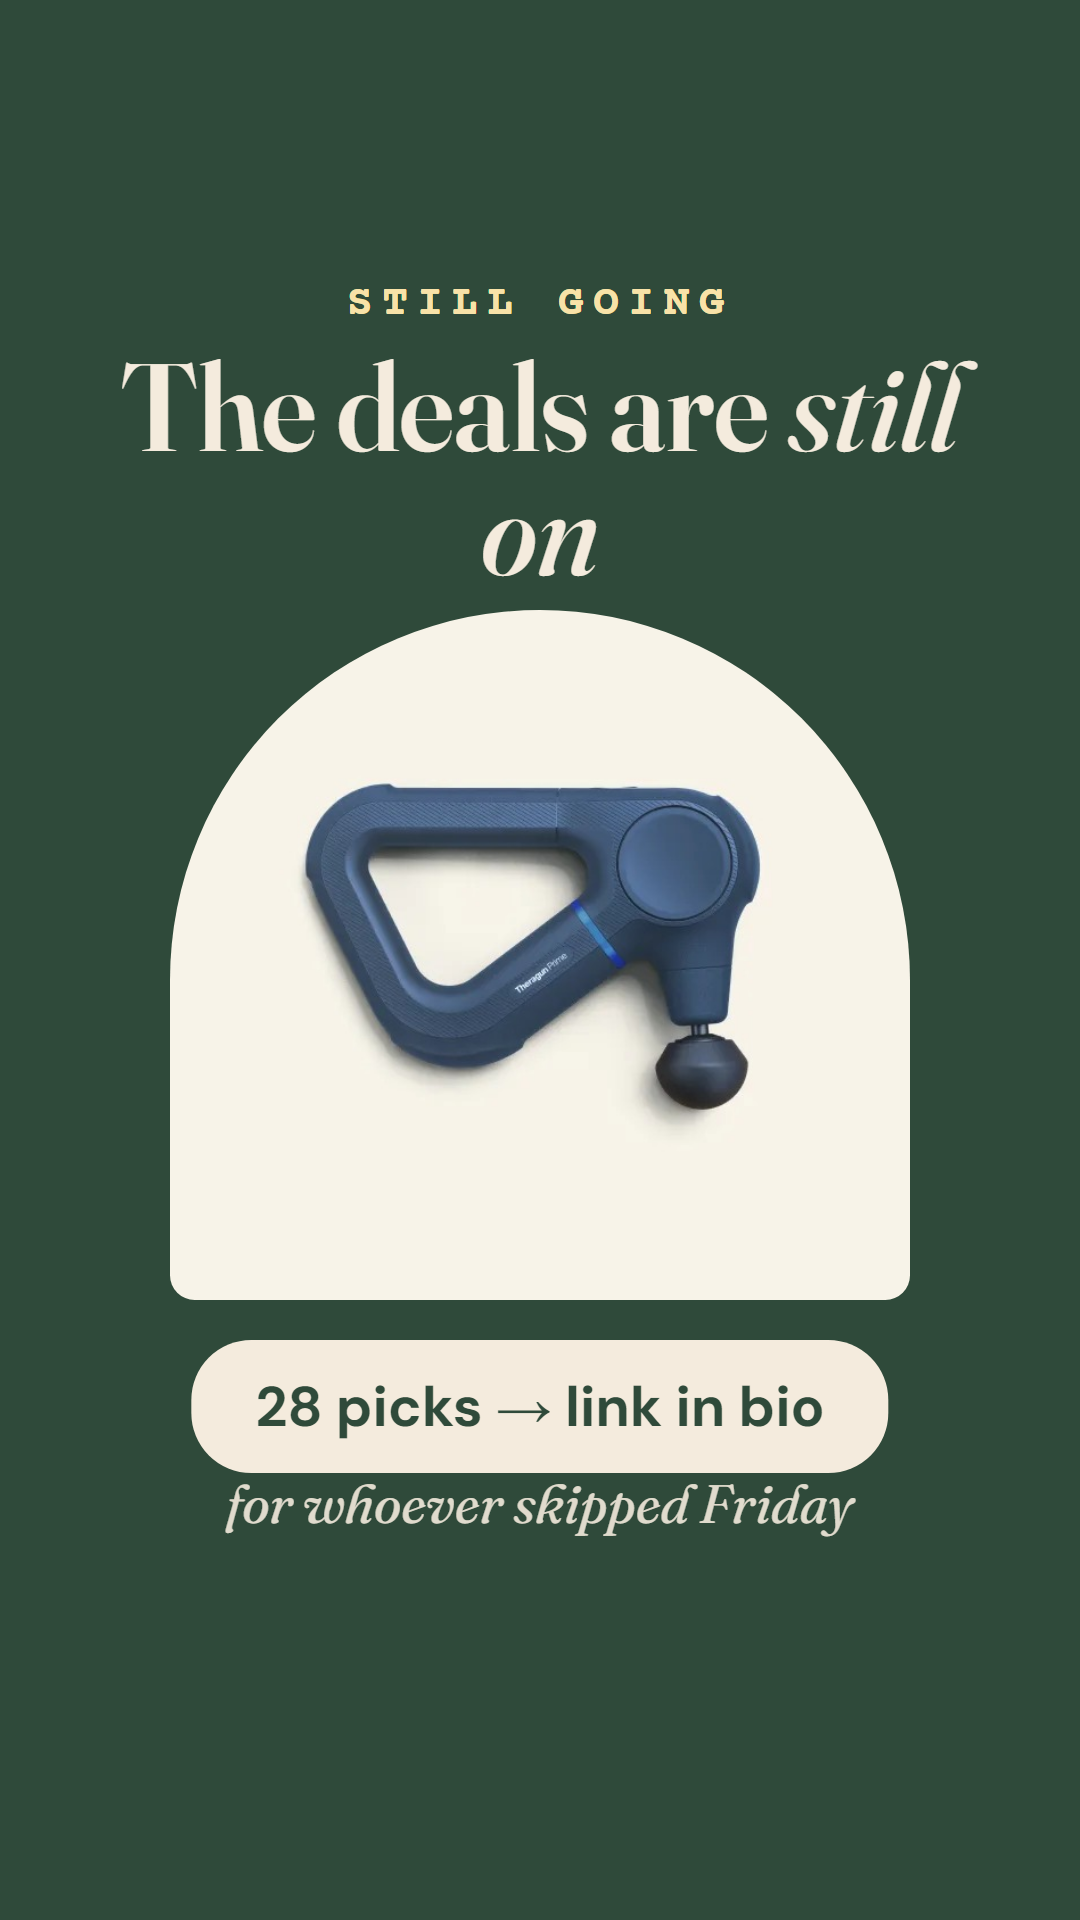 STILL GOING
The deals are still
on
Theragun Prime
28 picks → link in bio
for whoever skipped Friday